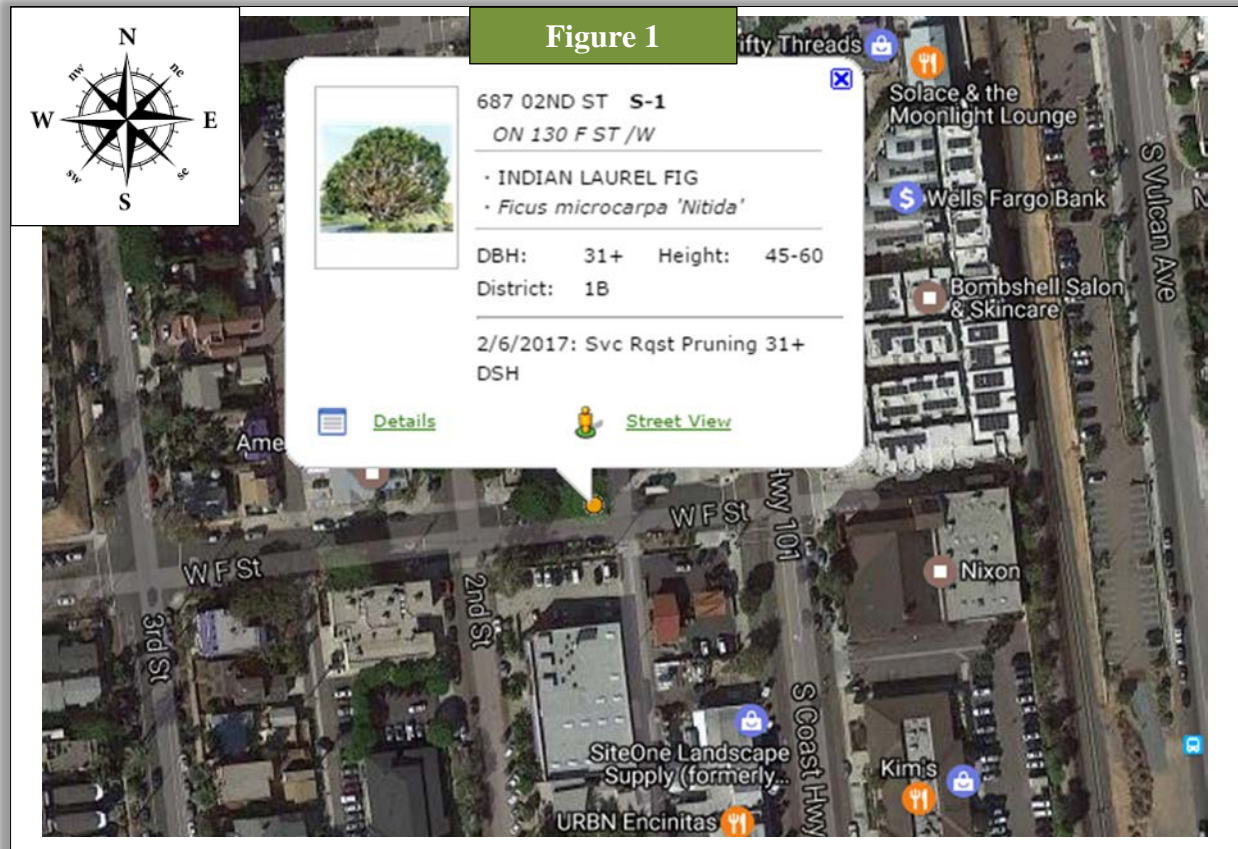 Figure 1
N
nw
ne
W
E
sw
se
S
ifty Threads
Solace & the
Moonlight Lounge
687 02ND ST S-1
ON 130 F ST /W
· INDIAN LAUREL FIG
· Ficus microcarpa 'Nitida'
DBH: 31+ Height: 45-60
District: 1B
2/6/2017: Svc Rqst Pruning 31+
DSH
Details
Street View
S Vulcan Ave
N
$ Wells Fargo Bank
Bombshell Salon
& Skincare
Ame
W F St
W F St
Hwy 101
Nixon
3rd St
2nd St
S Coast Hwy
SiteOne Landscape
Supply (formerly...
Kim's
URBN Encinitas